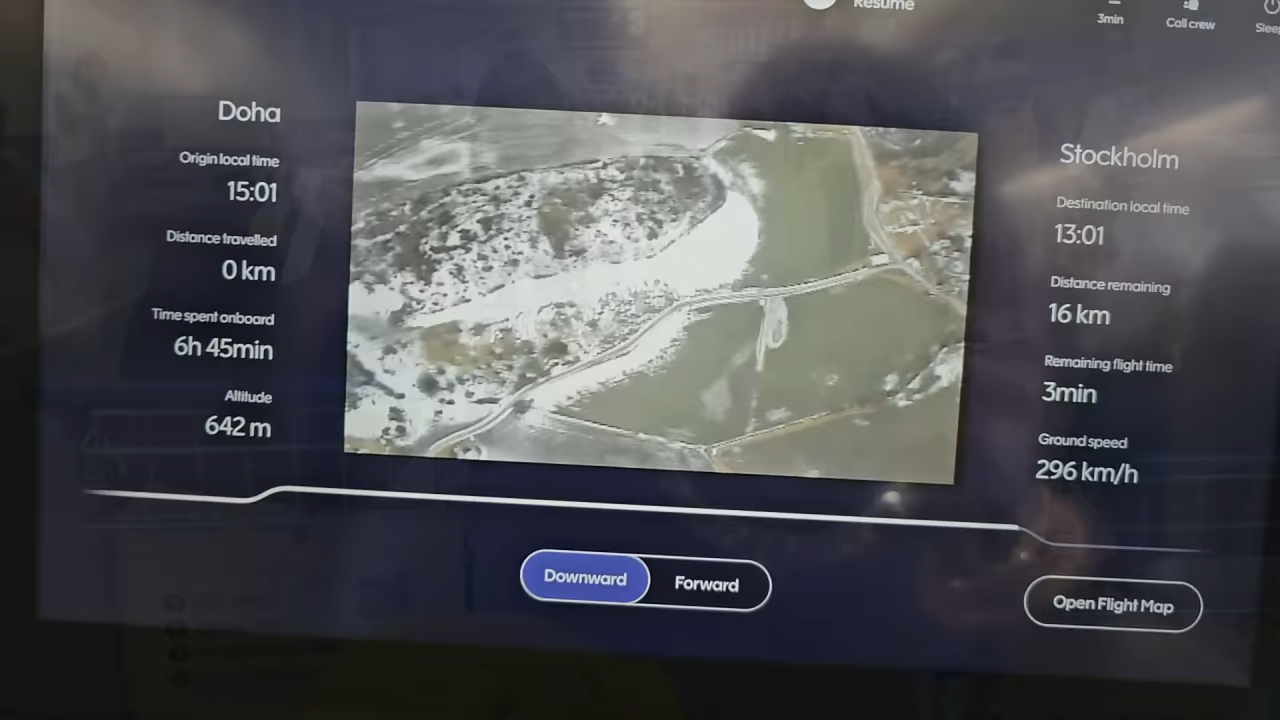 Resume
3min
Call crew
Doha
Origin local time
15:01
Distance travelled
0 km
Time spent onboard
6h 45min
Altitude
642 m
Stockholm
Destination local time
13:01
Distance remaining
16 km
Remaining flight time
3min
Ground speed
296 km/h
Downward
Forward
Open Flight Map